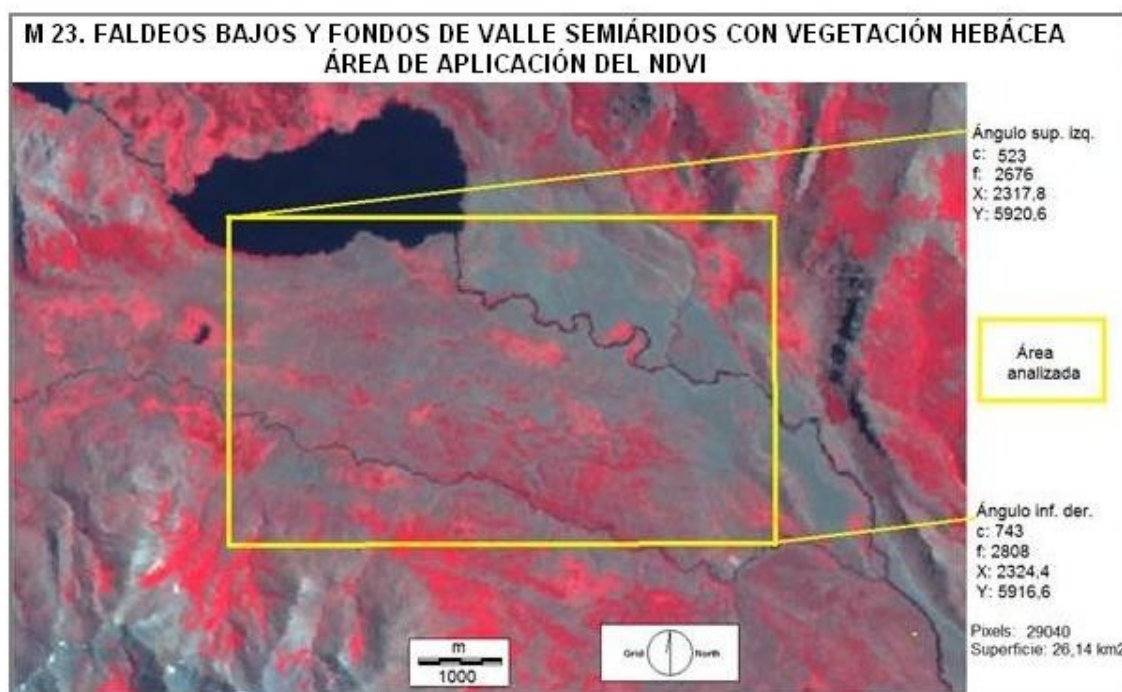 M 23. FALDEOS BAJOS Y FONDOS DE VALLE SEMIÁRIDOS CON VEGETACIÓN HEBÁCEA
ÁREA DE APLICACIÓN DEL NDVI
Ángulo sup. izq.
c: 523
f: 2676
X: 2317,8
Y: 5920,6
Área
analizada
Ángulo inf. der.
c: 743
f: 2808
X: 2324,4
Y: 5916,6
Pixels: 29040
Superficie: 26,14 km2
m
1000
Grid North